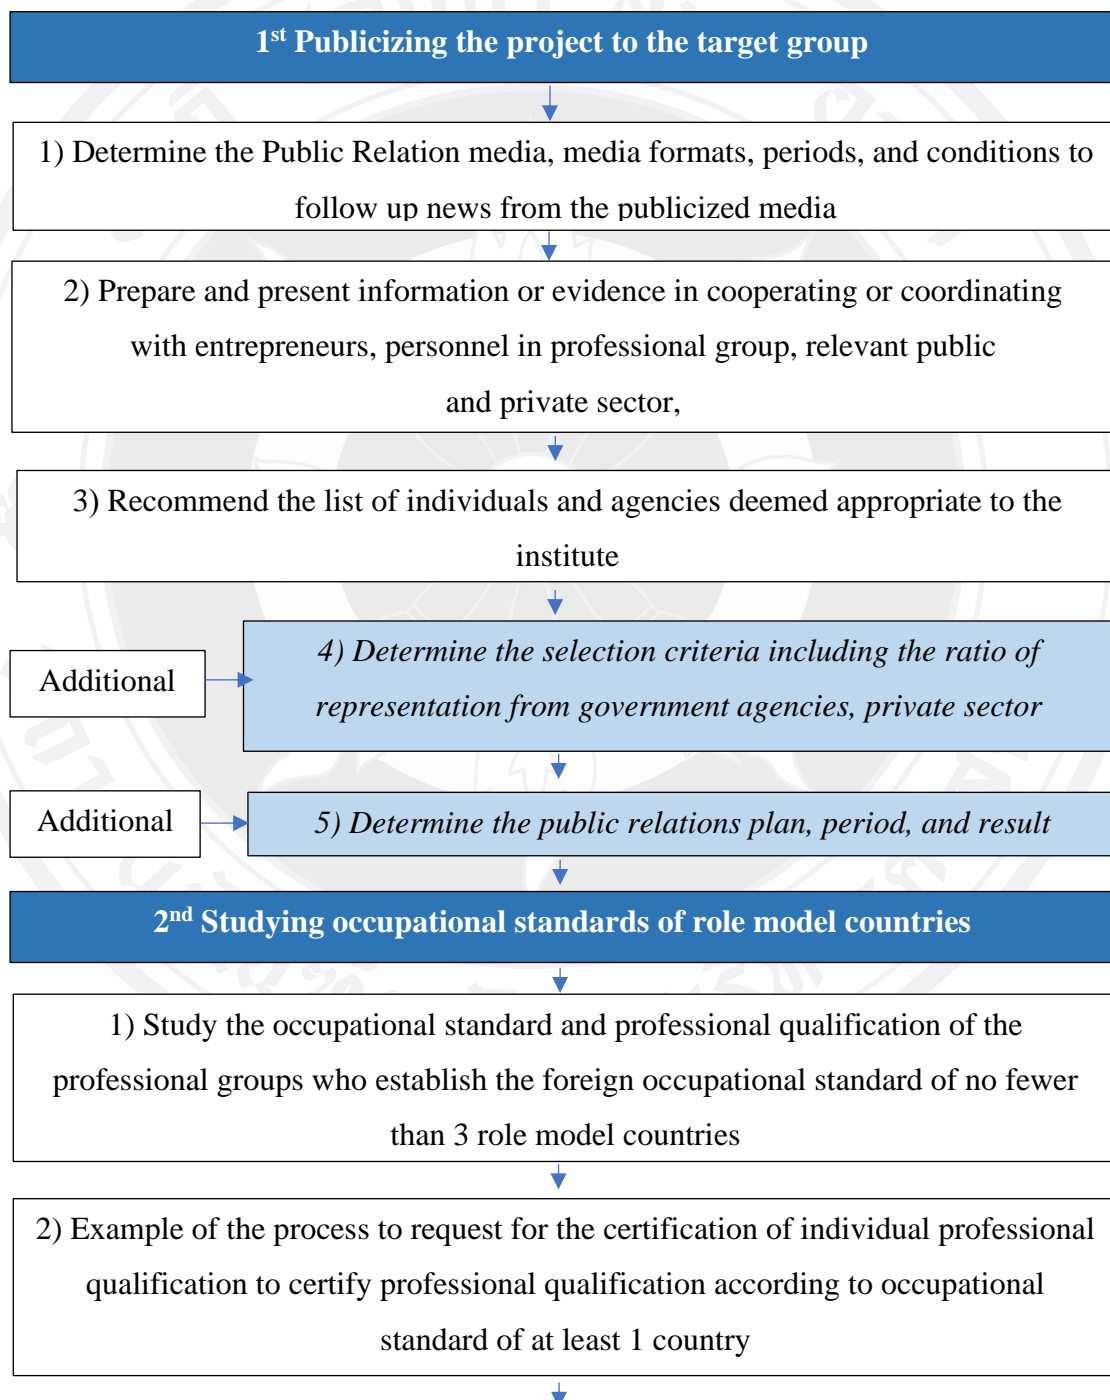 1st Publicizing the project to the target group
1) Determine the Public Relation media, media formats, periods, and conditions to
follow up news from the publicized media
2) Prepare and present information or evidence in cooperating or coordinating
with entrepreneurs, personnel in professional group, relevant public
and private sector,
3) Recommend the list of individuals and agencies deemed appropriate to the
institute
Additional
4) Determine the selection criteria including the ratio of
representation from government agencies, private sector
Additional
5) Determine the public relations plan, period, and result
2nd Studying occupational standards of role model countries
1) Study the occupational standard and professional qualification of the
professional groups who establish the foreign occupational standard of no fewer
than 3 role model countries
2) Example of the process to request for the certification of individual professional
qualification to certify professional qualification according to occupational
standard of at least 1 country